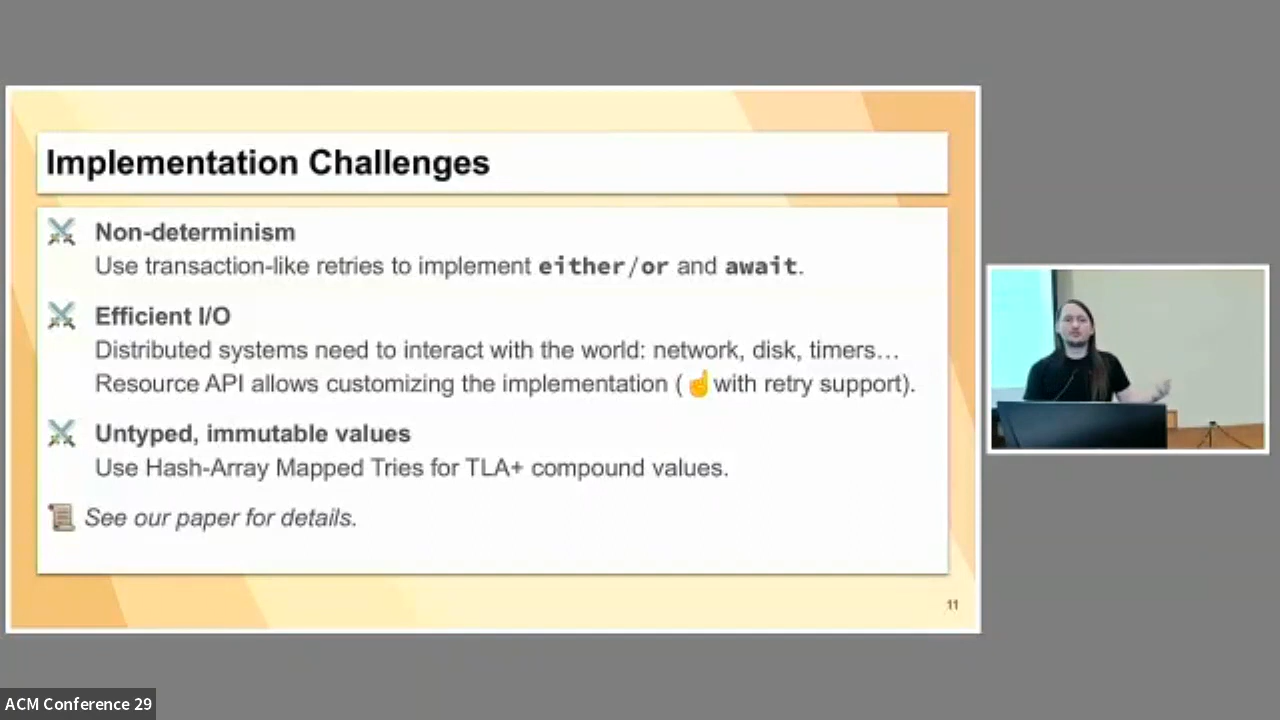 Implementation Challenges
⚔️ Non-determinism
Use transaction-like retries to implement either/or and await.
⚔️ Efficient I/O
Distributed systems need to interact with the world: network, disk, timers…
Resource API allows customizing the implementation (☝️with retry support).
⚔️ Untyped, immutable values
Use Hash-Array Mapped Tries for TLA+ compound values.
📜 See our paper for details.
11
ACM Conference 29